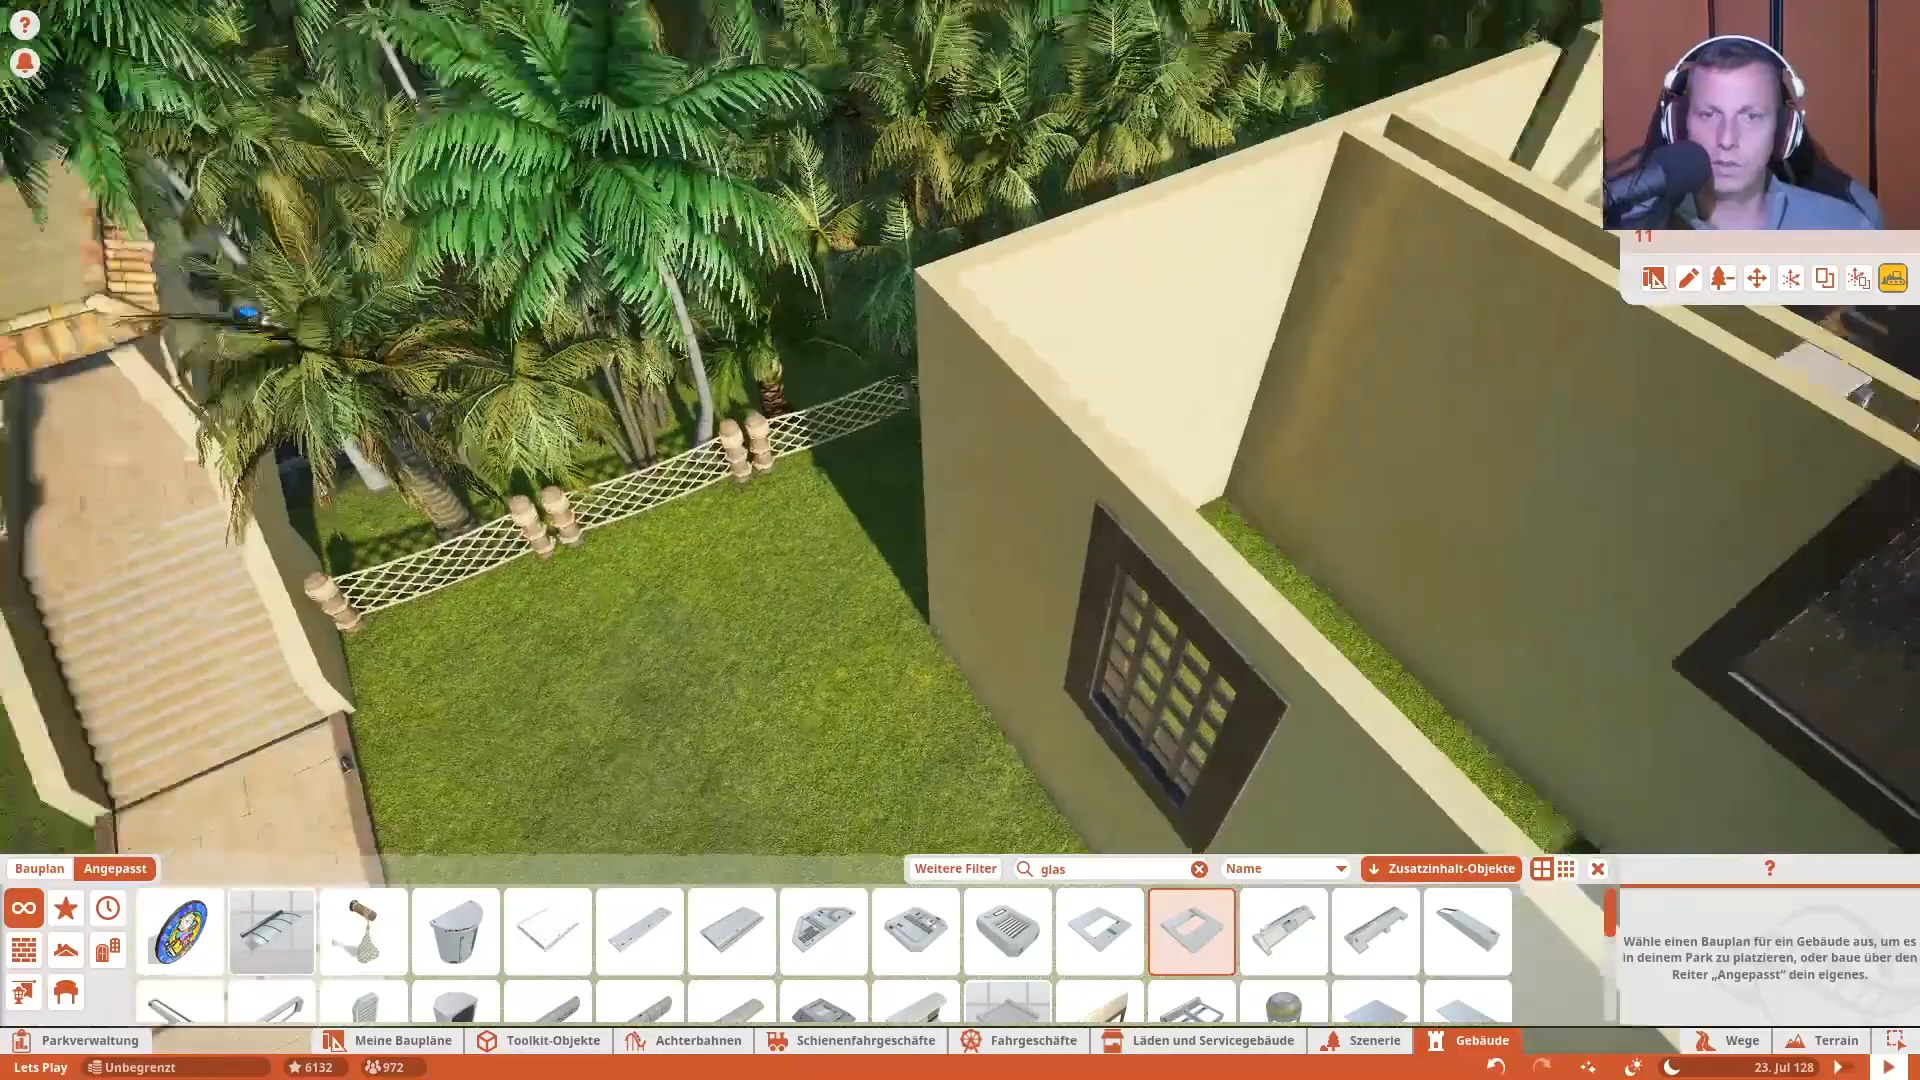 ?
11
Bauplan
Angepasst
Weitere Filter
glas
Name
Zusatzinhalt-Objekte
?
Wähle einen Bauplan für ein Gebäude aus, um es
in deinem Park zu platzieren, oder baue über den
Reiter „Angepasst" dein eigenes.
Parkverwaltung
Meine Baupläne
Toolkit-Objekte
Achterbahnen
Schienenfahrgeschäfte
Fahrgeschäfte
Läden und Servicegebäude
Szenerie
Gebäude
Wege
Terrain
Lets Play
Unbegrenzt
6132
972
23. Jul 128